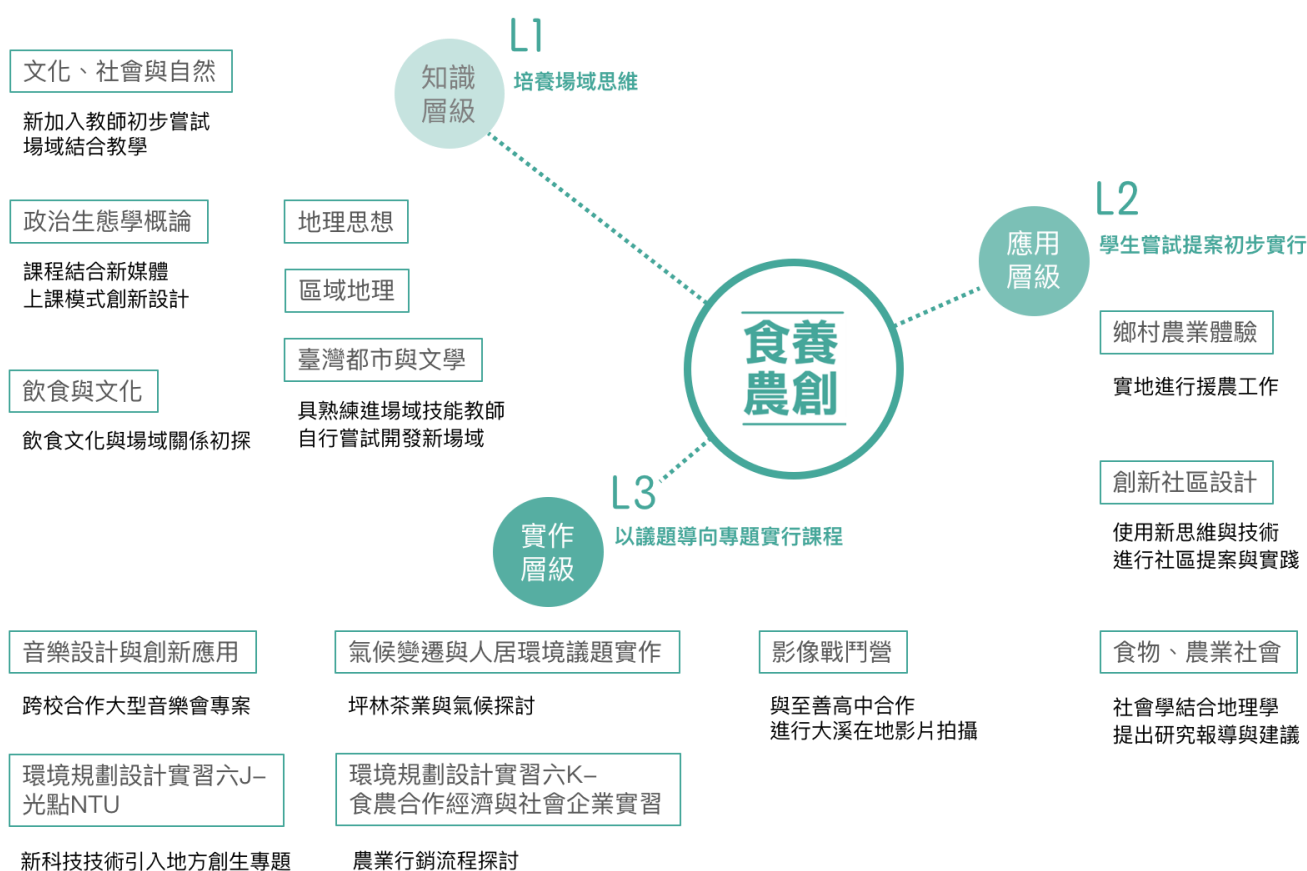 L1
知識
層級
培養場域思維
文化、社會與自然
新加入教師初步嘗試
場域結合教學
政治生態學概論
課程結合新媒體
上課模式創新設計
飲食與文化
飲食文化與場域關係初探
地理思想
區域地理
臺灣都市與文學
具熟練進場域技能教師
自行嘗試開發新場域
食養
農創
L2
應用
層級
學生嘗試提案初步實行
鄉村農業體驗
實地進行援農工作
創新社區設計
使用新思維與技術
進行社區提案與實踐
食物、農業社會
社會學結合地理學
提出研究報導與建議
L3
實作
層級
以議題導向專題實行課程
音樂設計與創新應用
跨校合作大型音樂會專案
環境規劃設計實習六J–
光點NTU
新科技技術引入地方創生專題
氣候變遷與人居環境議題實作
坪林茶業與氣候探討
環境規劃設計實習六K–
食農合作經濟與社會企業實習
農業行銷流程探討
影像戰鬥營
與至善高中合作
進行大溪在地影片拍攝